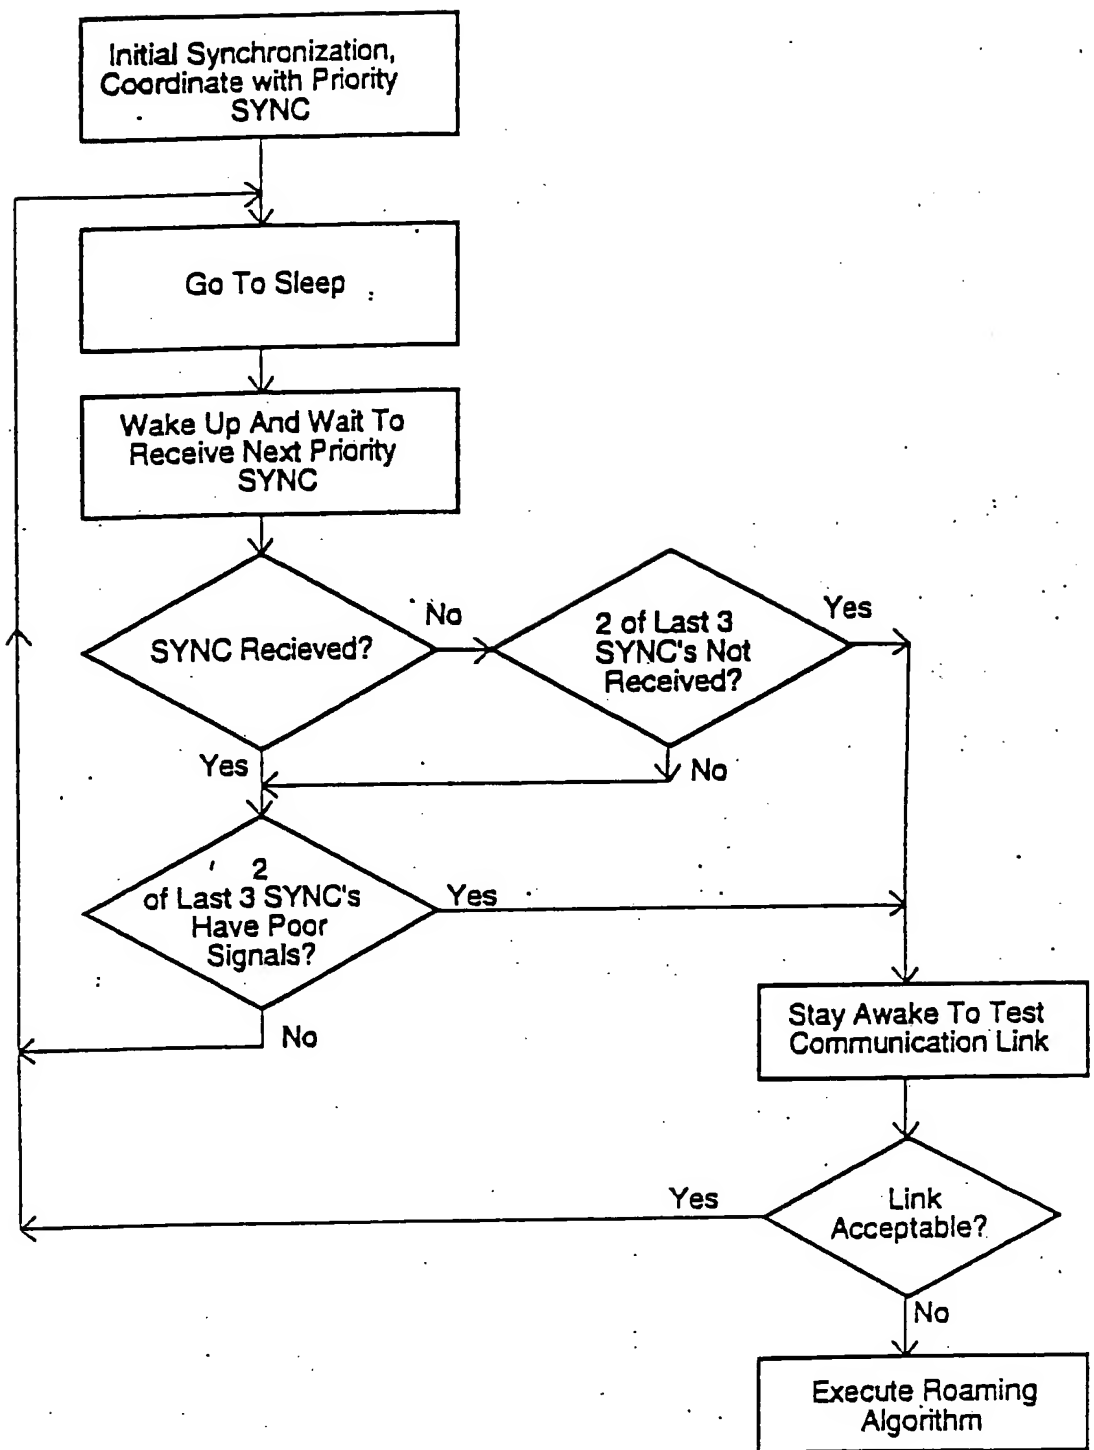 Initial Synchronization,
Coordinate with Priority
SYNC
Go To Sleep
Wake Up And Wait To
Receive Next Priority
SYNC
SYNC Recieved?
No
2 of Last 3
SYNC's Not
Received?
Yes
Yes
No
2
of Last 3 SYNC's
Have Poor
Signals?
Yes
No
Stay Awake To Test
Communication Link
Link
Acceptable?
Yes
No
Execute Roaming
Algorithm